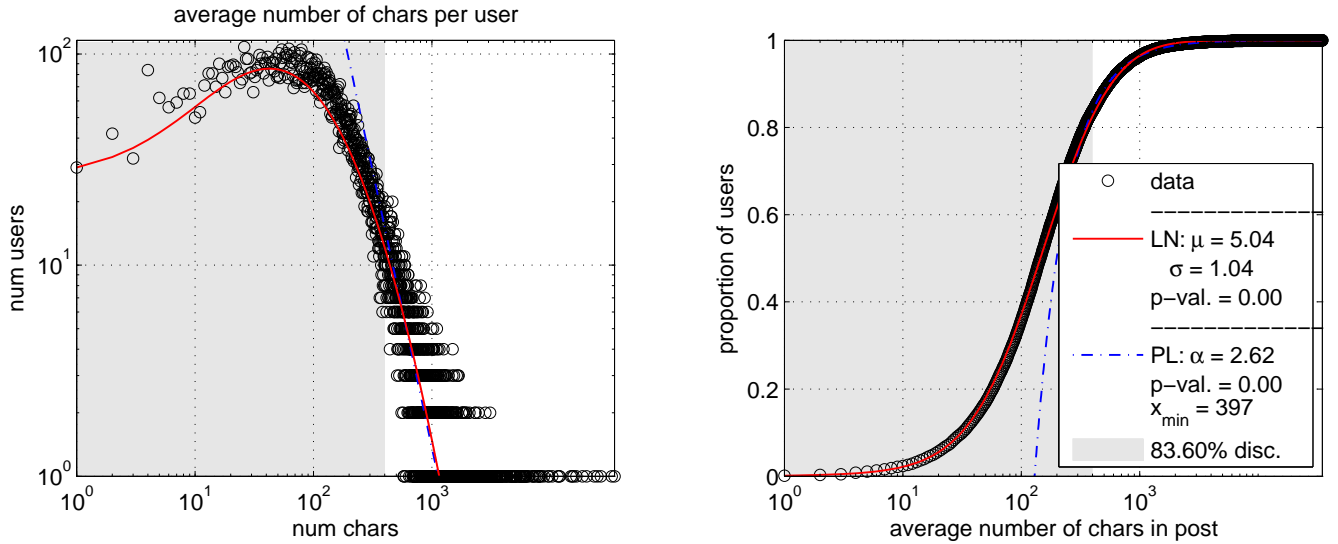 average number of chars per user
num users
10^2
10^1
10^0
10^0
10^1
10^2
10^3
num chars
proportion of users
1
0.8
0.6
0.4
0.2
0
10^0
10^1
10^2
10^3
average number of chars in post
data
LN: μ = 5.04
σ = 1.04
p−val. = 0.00
PL: α = 2.62
p−val. = 0.00
x_min = 397
83.60% disc.